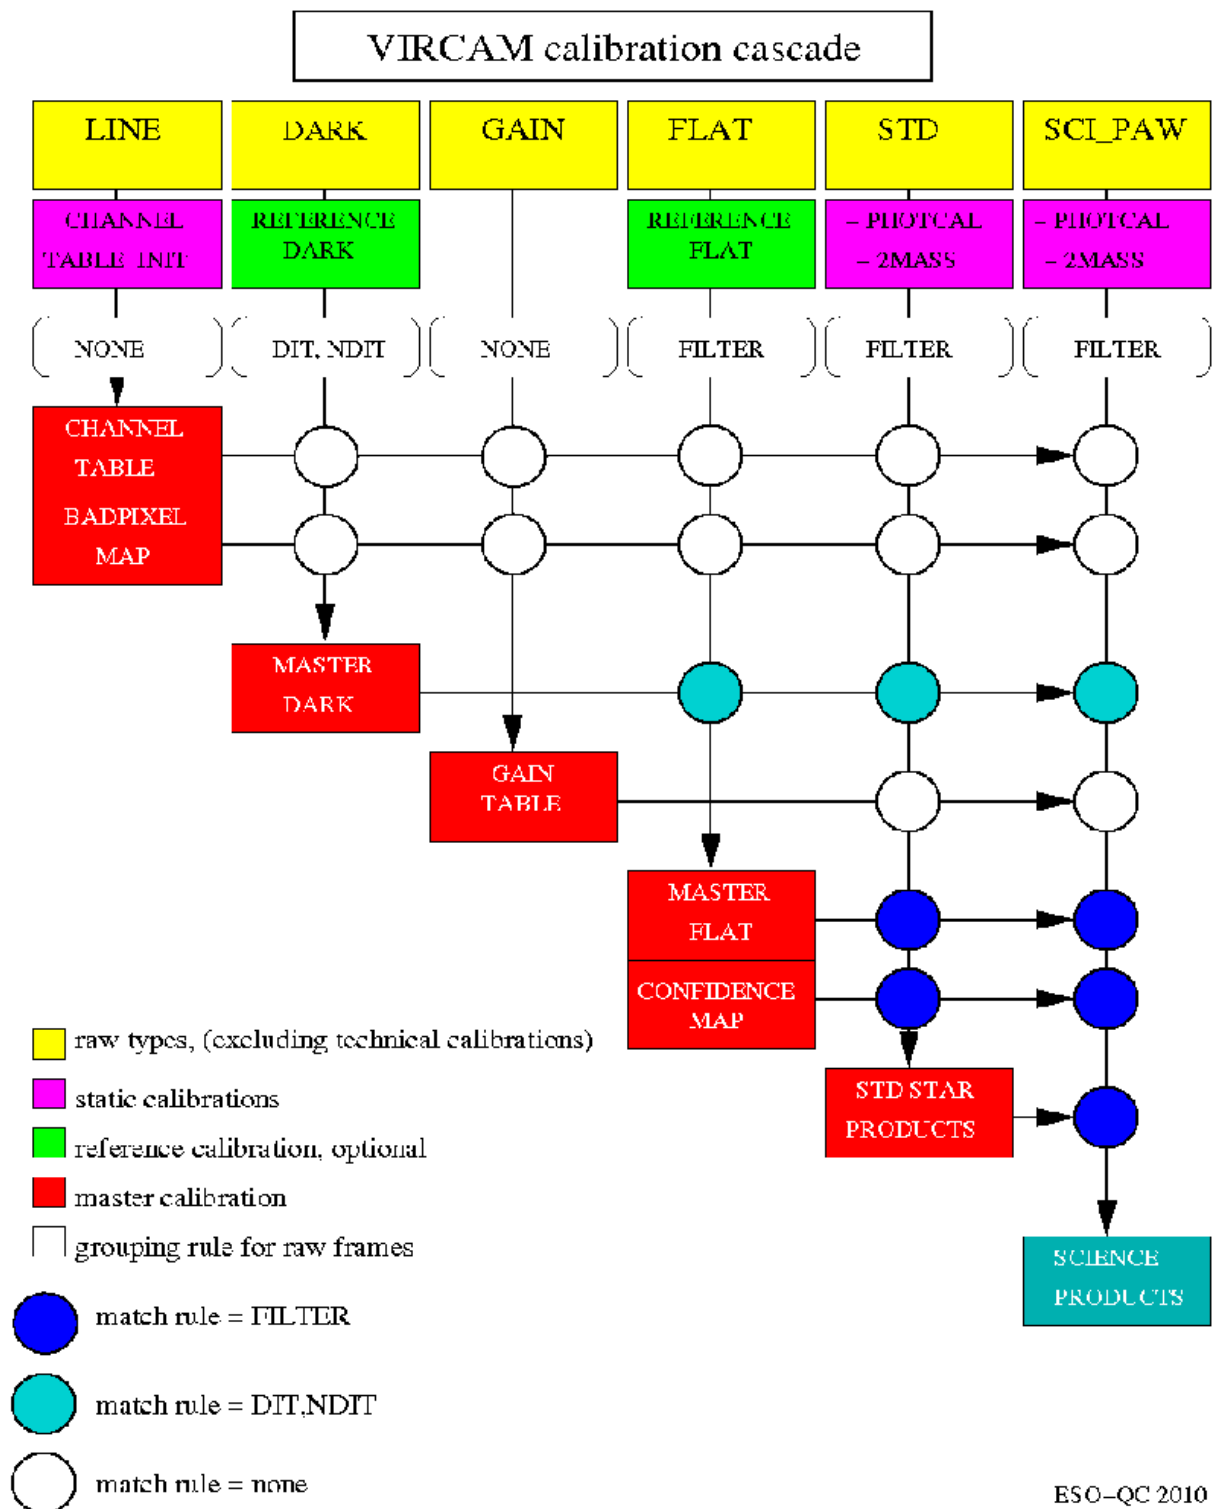 VIRCAM calibration cascade
LINE DARK GAIN FLAT STD SCI_PAW
CHANNEL REFERENCE REFERENCE – PHOTCAL – PHOTCAL
TABLE_INIT DARK FLAT – 2MASS – 2MASS
NONE DIT, NDIT NONE FILTER FILTER FILTER
CHANNEL
TABLE
BADPIXEL
MAP
MASTER
DARK
GAIN
TABLE
MASTER
FLAT
CONFIDENCE
MAP
STD STAR
PRODUCTS
SCIENCE
PRODUCTS
raw types, (excluding technical calibrations)
static calibrations
reference calibration, optional
master calibration
grouping rule for raw frames
match rule = FILTER
match rule = DIT,NDIT
match rule = none
ESO–QC 2010